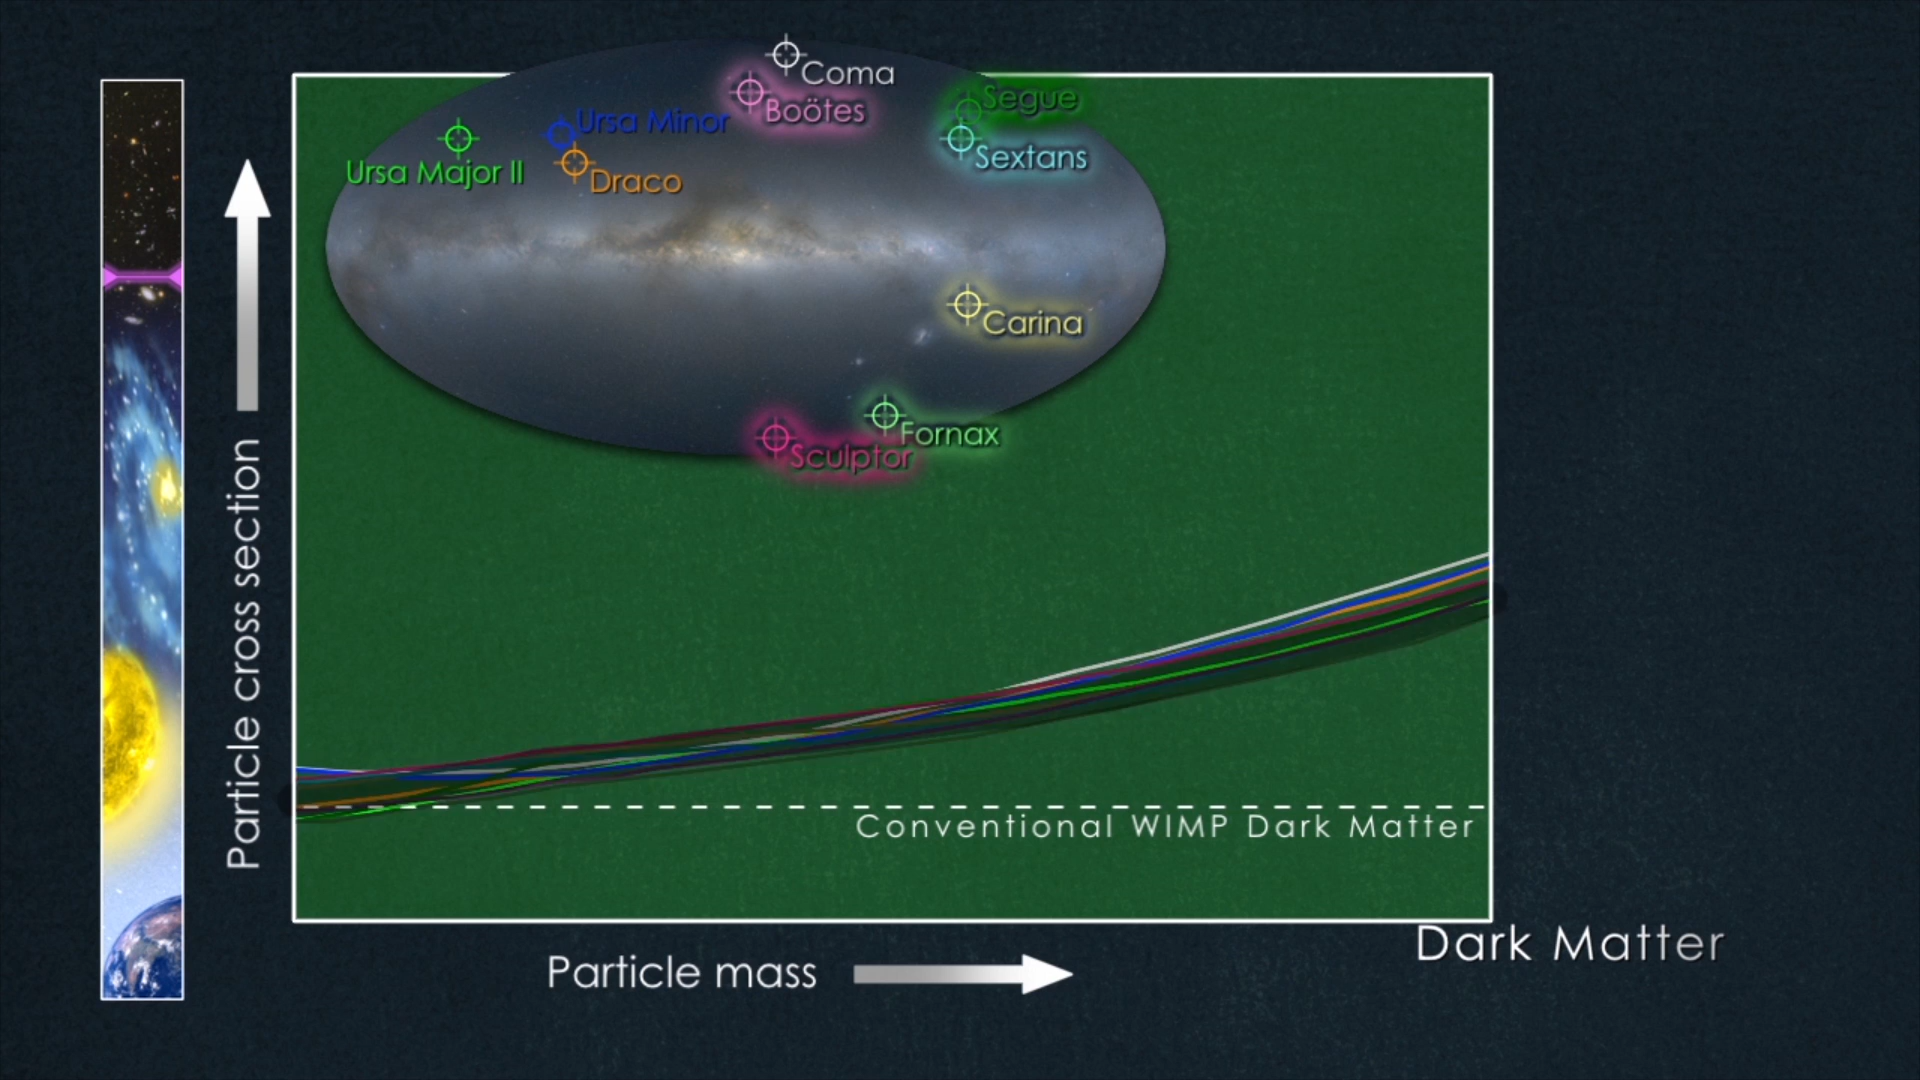 Coma
Boötes
Segue
Ursa Minor
Sextans
Ursa Major II
Draco
Carina
Fornax
Sculptor
Particle cross section
Conventional WIMP Dark Matter
Dark Matter
Particle mass